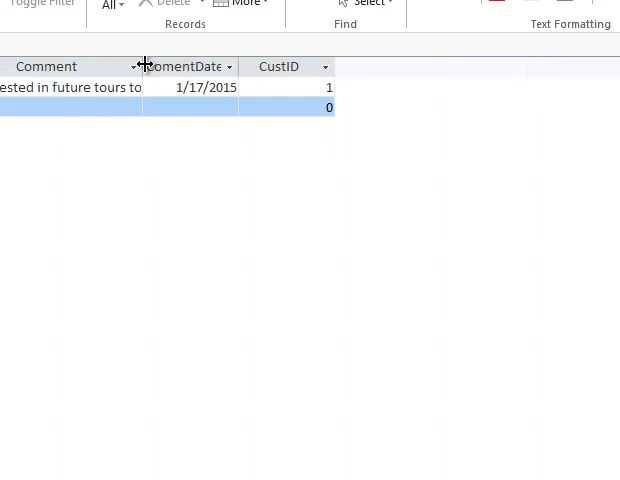 Toggle Filter All Delete More Select
Records Find Text Formatting
Comment omentDate CustID
ested in future tours to 1/17/2015 1
0